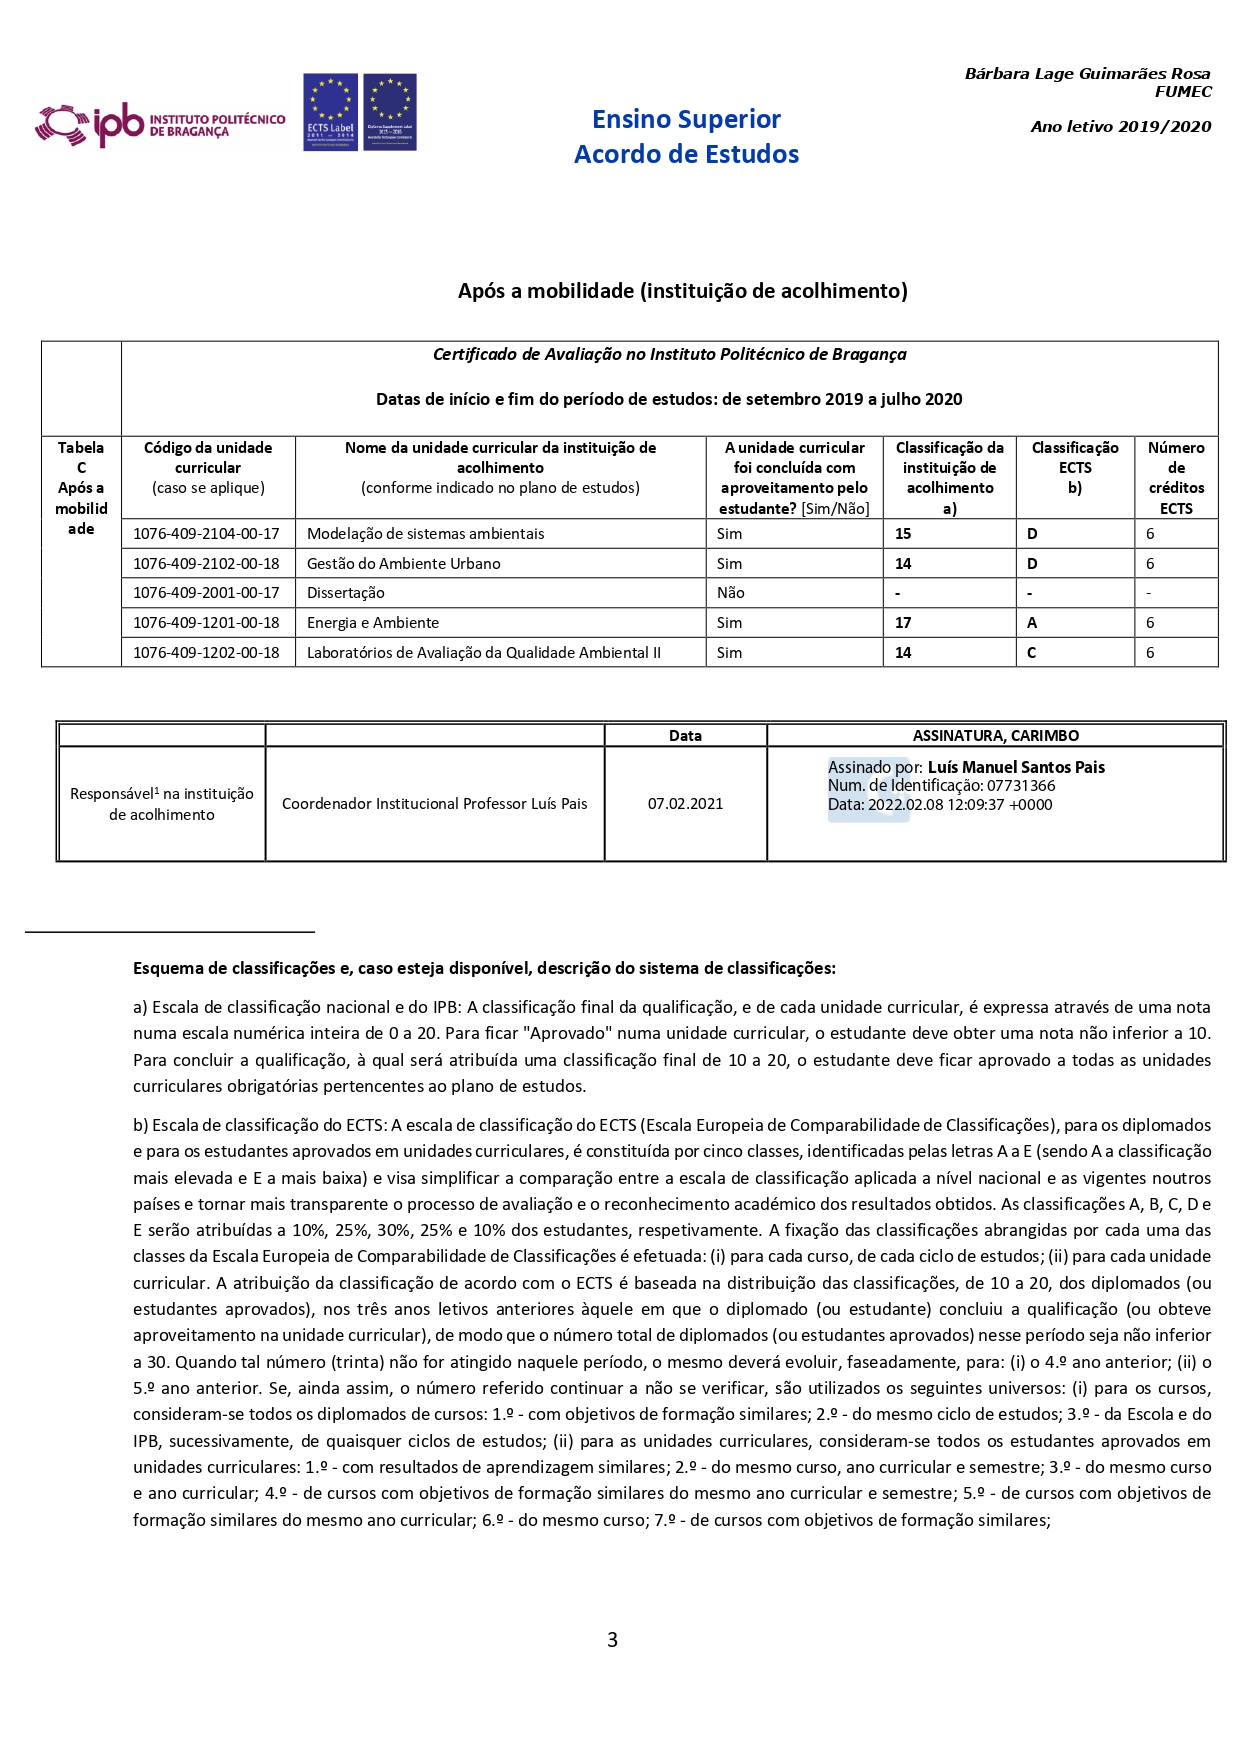 Bárbara Lage Guimarães Rosa
FUMEC
Ano letivo 2019/2020
ipb INSTITUTO POLITÉCNICO
DE BRAGANÇA
ECTS Label
2011 - 2014
Diploma Supplement Label
Ensino Superior
Acordo de Estudos
Após a mobilidade (instituição de acolhimento)
Certificado de Avaliação no Instituto Politécnico de Bragança
Datas de início e fim do período de estudos: de setembro 2019 a julho 2020
Tabela
C
Após a
mobilid
ade
Código da unidade
curricular
(caso se aplique)
Nome da unidade curricular da instituição de
acolhimento
(conforme indicado no plano de estudos)
A unidade curricular
foi concluída com
aproveitamento pelo
estudante? [Sim/Não]
Classificação da
instituição de
acolhimento
a)
Classificação
ECTS
b)
Número
de
créditos
ECTS
1076-409-2104-00-17 Modelação de sistemas ambientais Sim 15 D 6
1076-409-2102-00-18 Gestão do Ambiente Urbano Sim 14 D 6
1076-409-2001-00-17 Dissertação Não - - -
1076-409-1201-00-18 Energia e Ambiente Sim 17 A 6
1076-409-1202-00-18 Laboratórios de Avaliação da Qualidade Ambiental II Sim 14 C 6
Data ASSINATURA, CARIMBO
Responsável¹ na instituição
de acolhimento
Coordenador Institucional Professor Luís Pais
07.02.2021
Assinado por: Luís Manuel Santos Pais
Num. de Identificação: 07731366
Data: 2022.02.08 12:09:37 +0000
Esquema de classificações e, caso esteja disponível, descrição do sistema de classificações:
a) Escala de classificação nacional e do IPB: A classificação final da qualificação, e de cada unidade curricular, é expressa através de uma nota
numa escala numérica inteira de 0 a 20. Para ficar "Aprovado" numa unidade curricular, o estudante deve obter uma nota não inferior a 10.
Para concluir a qualificação, à qual será atribuída uma classificação final de 10 a 20, o estudante deve ficar aprovado a todas as unidades
curriculares obrigatórias pertencentes ao plano de estudos.
b) Escala de classificação do ECTS: A escala de classificação do ECTS (Escala Europeia de Comparabilidade de Classificações), para os diplomados
e para os estudantes aprovados em unidades curriculares, é constituída por cinco classes, identificadas pelas letras A a E (sendo A a classificação
mais elevada e E a mais baixa) e visa simplificar a comparação entre a escala de classificação aplicada a nível nacional e as vigentes noutros
países e tornar mais transparente o processo de avaliação e o reconhecimento académico dos resultados obtidos. As classificações A, B, C, D e
E serão atribuídas a 10%, 25%, 30%, 25% e 10% dos estudantes, respetivamente. A fixação das classificações abrangidas por cada uma das
classes da Escala Europeia de Comparabilidade de Classificações é efetuada: (i) para cada curso, de cada ciclo de estudos; (ii) para cada unidade
curricular. A atribuição da classificação de acordo com o ECTS é baseada na distribuição das classificações, de 10 a 20, dos diplomados (ou
estudantes aprovados), nos três anos letivos anteriores àquele em que o diplomado (ou estudante) concluiu a qualificação (ou obteve
aproveitamento na unidade curricular), de modo que o número total de diplomados (ou estudantes aprovados) nesse período seja não inferior
a 30. Quando tal número (trinta) não for atingido naquele período, o mesmo deverá evoluir, faseadamente, para: (i) o 4.º ano anterior; (ii) o
5.º ano anterior. Se, ainda assim, o número referido continuar a não se verificar, são utilizados os seguintes universos: (i) para os cursos,
consideram-se todos os diplomados de cursos: 1.º - com objetivos de formação similares; 2.º - do mesmo ciclo de estudos; 3.º - da Escola e do
IPB, sucessivamente, de quaisquer ciclos de estudos; (ii) para as unidades curriculares, consideram-se todos os estudantes aprovados em
unidades curriculares: 1.º - com resultados de aprendizagem similares; 2.º - do mesmo curso, ano curricular e semestre; 3.º - do mesmo curso
e ano curricular; 4.º - de cursos com objetivos de formação similares do mesmo ano curricular e semestre; 5.º - de cursos com objetivos de
formação similares do mesmo ano curricular; 6.º - do mesmo curso; 7.º - de cursos com objetivos de formação similares;
3